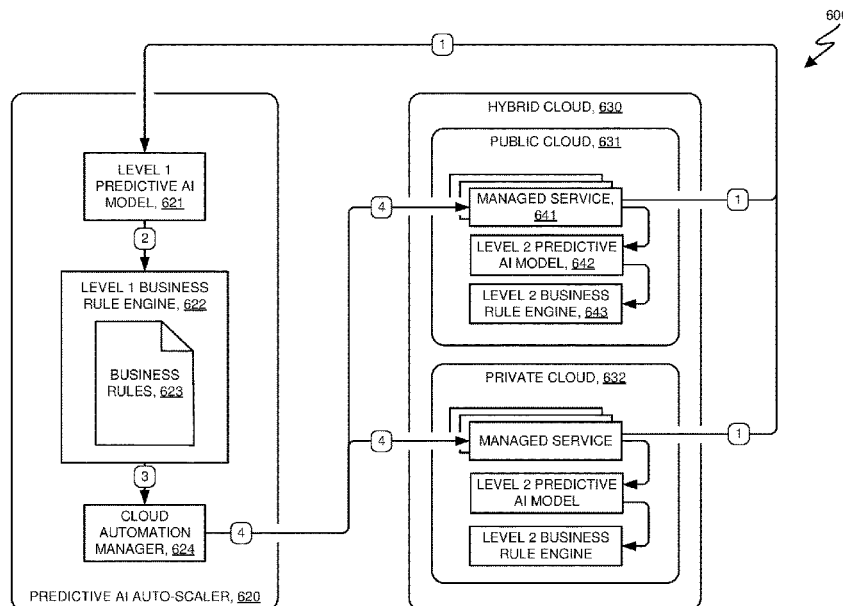 600
1
HYBRID CLOUD, 630
PUBLIC CLOUD, 631
LEVEL 1
PREDICTIVE AI
MODEL, 621
4
MANAGED SERVICE,
641
1
2
LEVEL 2 PREDICTIVE
AI MODEL, 642
LEVEL 1 BUSINESS
RULE ENGINE, 622
LEVEL 2 BUSINESS
RULE ENGINE, 643
BUSINESS
RULES, 623
PRIVATE CLOUD, 632
4
MANAGED SERVICE
1
3
LEVEL 2 PREDICTIVE
AI MODEL
CLOUD
AUTOMATION
MANAGER, 624
4
LEVEL 2 BUSINESS
RULE ENGINE
PREDICTIVE AI AUTO-SCALER, 620